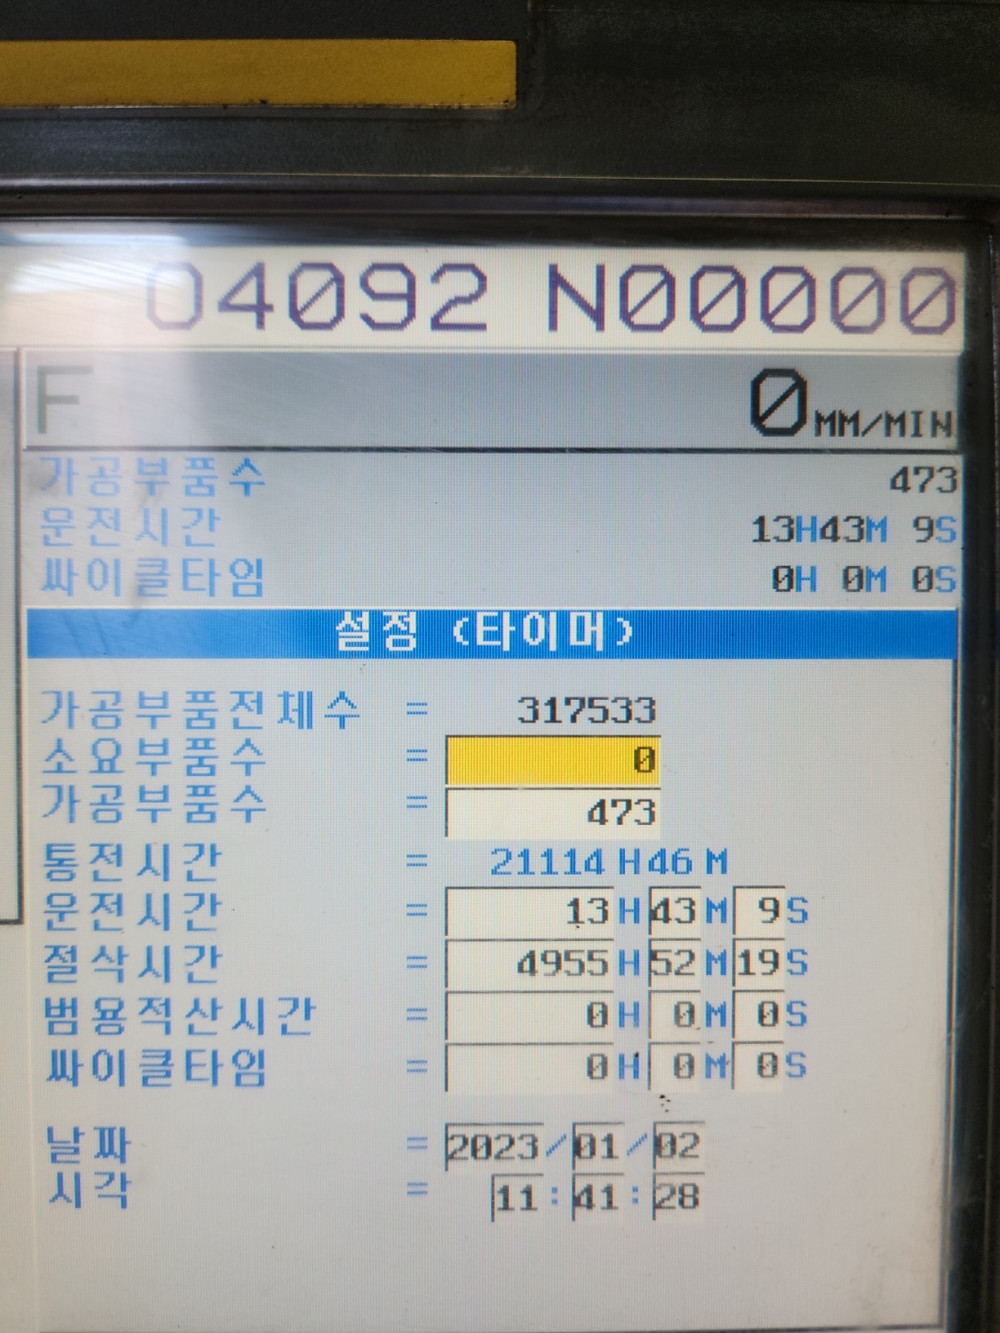 O4092 N00000
F 0 MM/MIN
가공부품수 473
운전시간 13H43M 9S
싸이클타임 0H 0M 0S
설정 (타이머)
가공부품전체수 = 317533
소요부품수 = 0
가공부품수 = 473
통전시간 = 21114 H 46 M
운전시간 = 13 H 43 M 9 S
절삭시간 = 4955 H 52 M 19 S
범용적산시간 = 0 H 0 M 0 S
싸이클타임 = 0 H 0 M 0 S
날짜 = 2023/01/02
시각 = 11:41:28